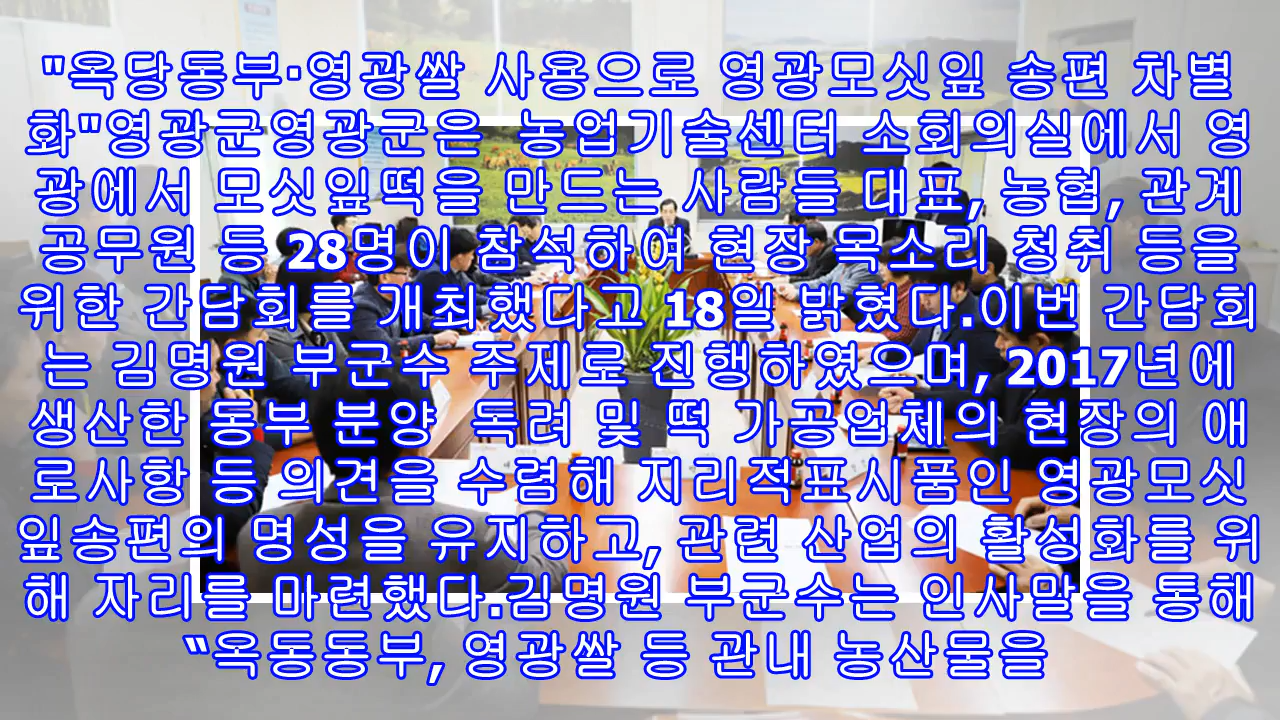 "옥당동부·영광쌀 사용으로 영광모싯잎 송편 차별
화"영광군영광군은  농업기술센터 소회의실에서 영
광에서 모싯잎떡을 만드는 사람들 대표, 농협, 관계
공무원 등 28명이 참석하여 현장 목소리 청취 등을
위한 간담회를 개최했다고 18일 밝혔다.이번 간담회
는 김명원 부군수 주제로 진행하였으며, 2017년에
생산한 동부 분양  독려 및 떡 가공업체의 현장의 애
로사항 등 의견을 수렴해 지리적표시품인 영광모싯
잎송편의 명성을 유지하고, 관련 산업의 활성화를 위
해 자리를 마련했다.김명원 부군수는 인사말을 통해
“옥동동부, 영광쌀 등 관내 농산물을